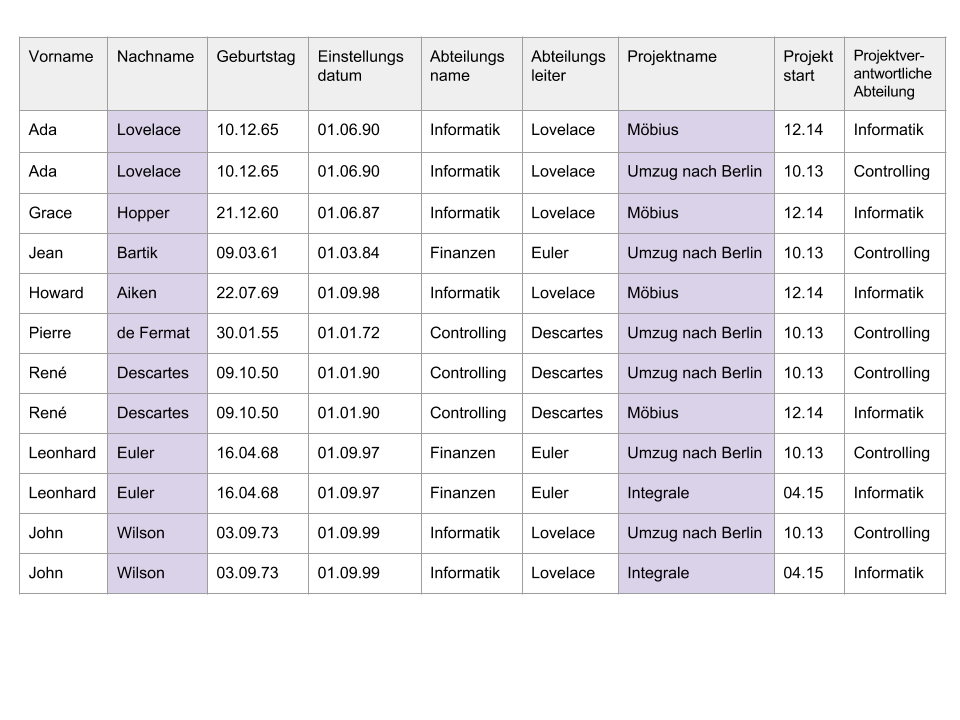 Vorname Nachname Geburtstag Einstellungs Abteilungs Abteilungs Projektname Projekt Projektver-
datum name leiter start antwortliche
Abteilung
Ada Lovelace 10.12.65 01.06.90 Informatik Lovelace Möbius 12.14 Informatik
Ada Lovelace 10.12.65 01.06.90 Informatik Lovelace Umzug nach Berlin 10.13 Controlling
Grace Hopper 21.12.60 01.06.87 Informatik Lovelace Möbius 12.14 Informatik
Jean Bartik 09.03.61 01.03.84 Finanzen Euler Umzug nach Berlin 10.13 Controlling
Howard Aiken 22.07.69 01.09.98 Informatik Lovelace Möbius 12.14 Informatik
Pierre de Fermat 30.01.55 01.01.72 Controlling Descartes Umzug nach Berlin 10.13 Controlling
René Descartes 09.10.50 01.01.90 Controlling Descartes Umzug nach Berlin 10.13 Controlling
René Descartes 09.10.50 01.01.90 Controlling Descartes Möbius 12.14 Informatik
Leonhard Euler 16.04.68 01.09.97 Finanzen Euler Umzug nach Berlin 10.13 Controlling
Leonhard Euler 16.04.68 01.09.97 Finanzen Euler Integrale 04.15 Informatik
John Wilson 03.09.73 01.09.99 Informatik Lovelace Umzug nach Berlin 10.13 Controlling
John Wilson 03.09.73 01.09.99 Informatik Lovelace Integrale 04.15 Informatik